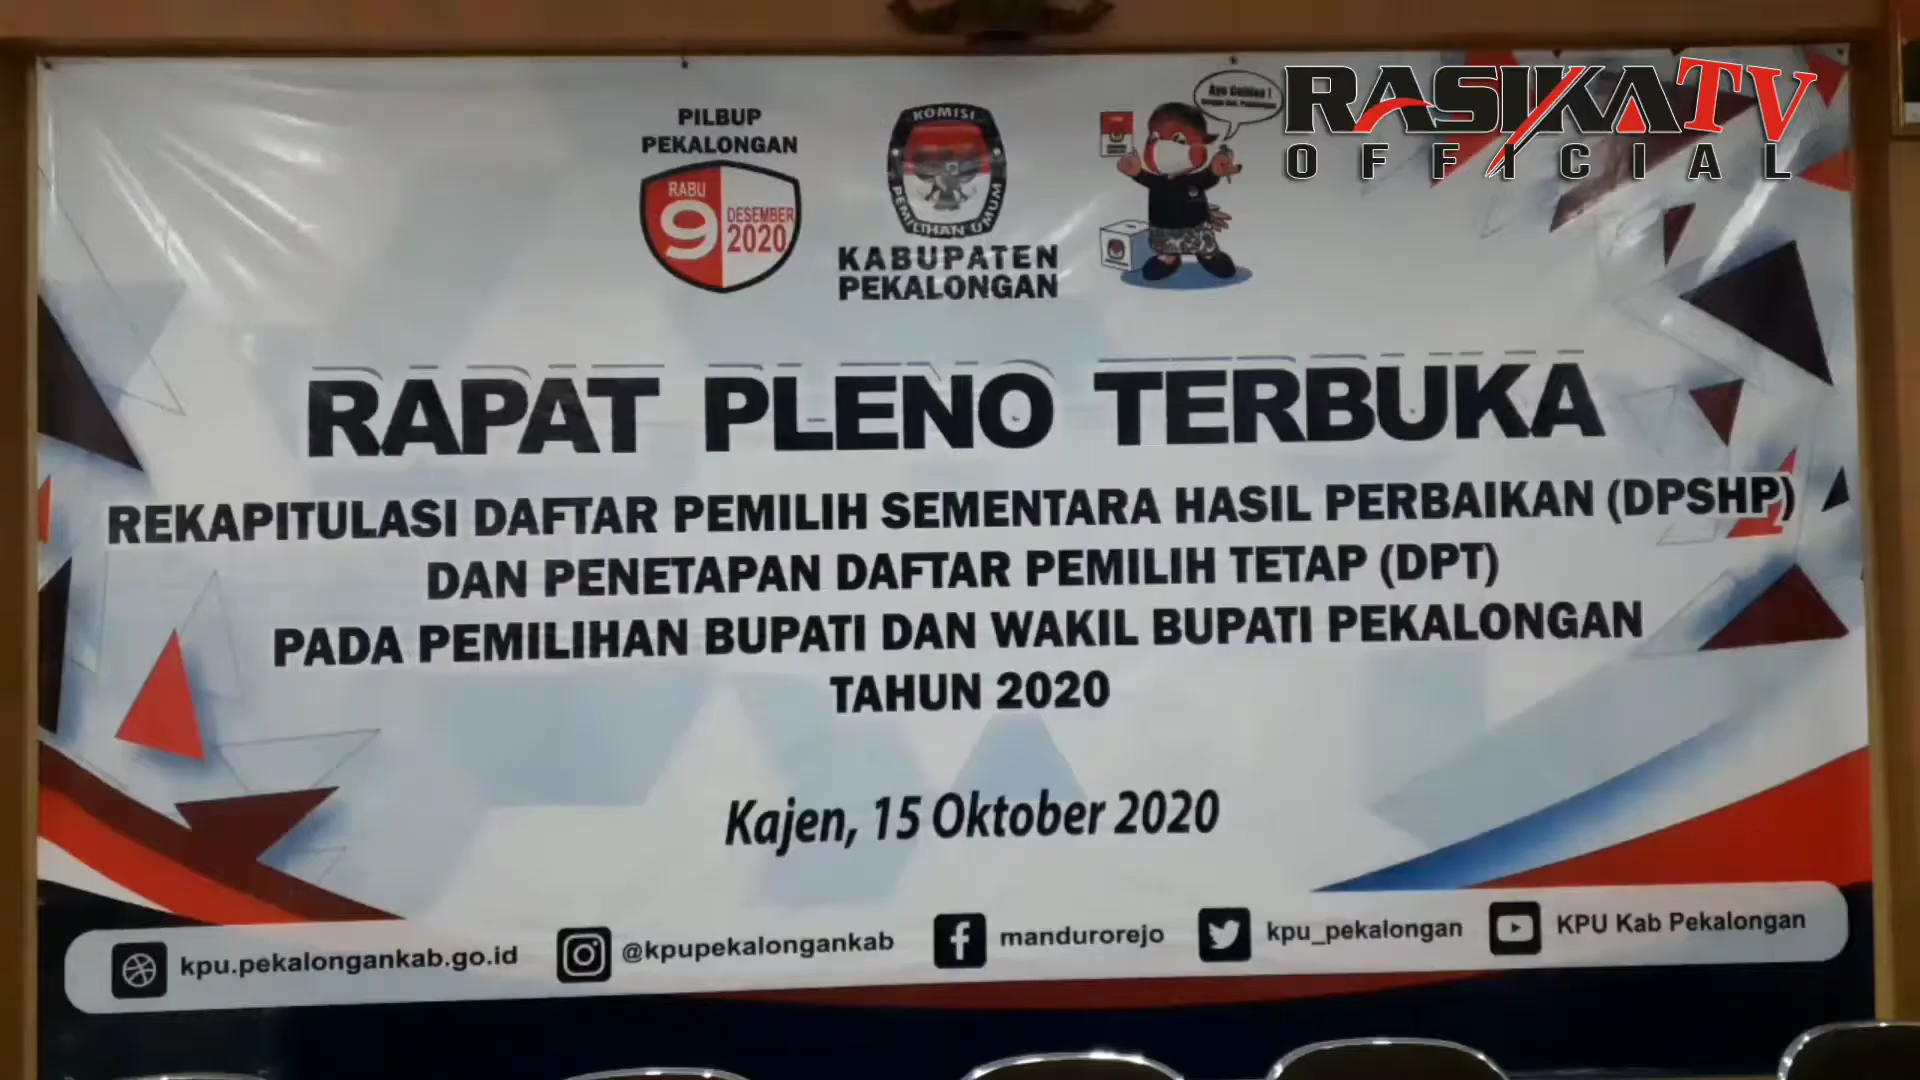 RASIKATV
OFFICIAL
PILBUP
PEKALONGAN
RABU
9
DESEMBER
2020
KOMISI
PEMILIHAN UMUM
KABUPATEN
PEKALONGAN
RAPAT PLENO TERBUKA
REKAPITULASI DAFTAR PEMILIH SEMENTARA HASIL PERBAIKAN (DPSHP)
DAN PENETAPAN DAFTAR PEMILIH TETAP (DPT)
PADA PEMILIHAN BUPATI DAN WAKIL BUPATI PEKALONGAN
TAHUN 2020
Kajen, 15 Oktober 2020
kpu.pekalongankab.go.id
@kpupekalongankab
mandurorejo
kpu_pekalongan
KPU Kab Pekalongan